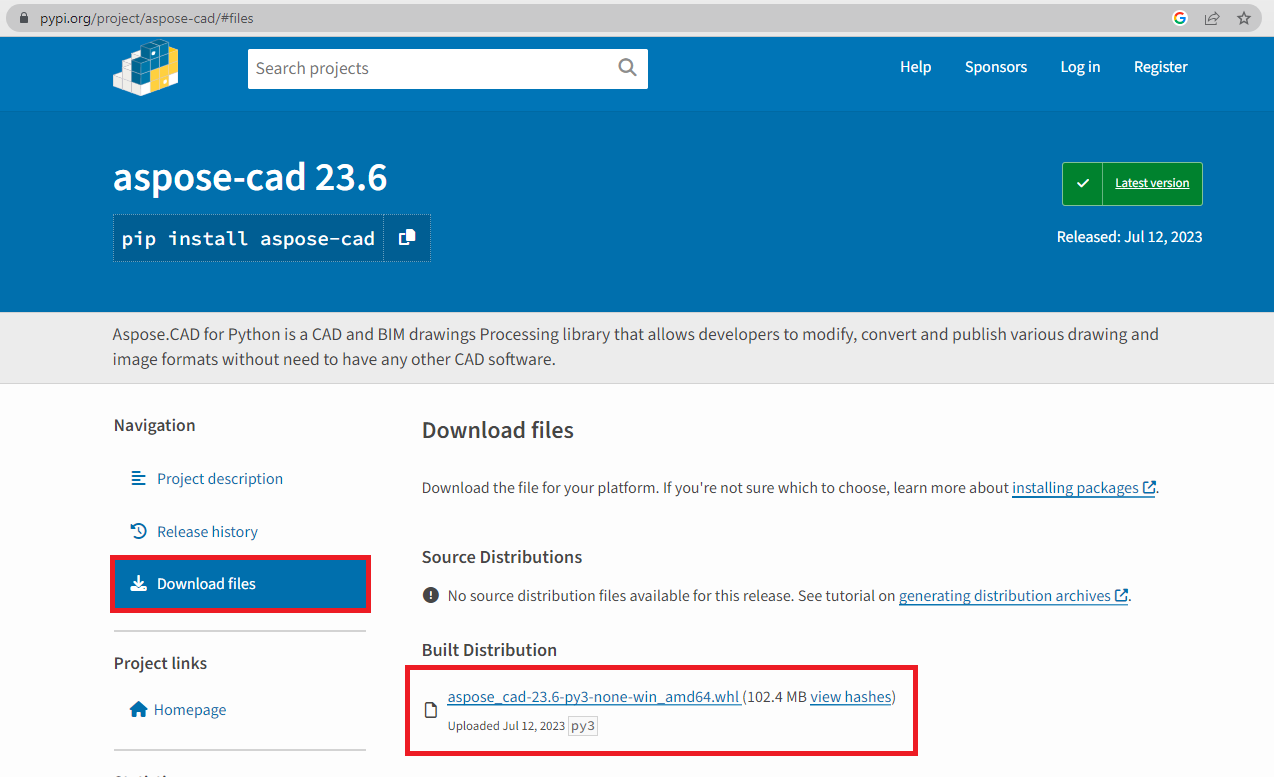 pypi.org/project/aspose-cad/#files
Search projects
Help
Sponsors
Log in
Register
aspose-cad 23.6
pip install aspose-cad
Latest version
Released: Jul 12, 2023
Aspose.CAD for Python is a CAD and BIM drawings Processing library that allows developers to modify, convert and publish various drawing and
image formats without need to have any other CAD software.
Navigation
Project description
Release history
Download files
Project links
Homepage
Download files
Download the file for your platform. If you're not sure which to choose, learn more about installing packages.
Source Distributions
No source distribution files available for this release. See tutorial on generating distribution archives.
Built Distribution
aspose_cad-23.6-py3-none-win_amd64.whl (102.4 MB view hashes)
Uploaded Jul 12, 2023 py3